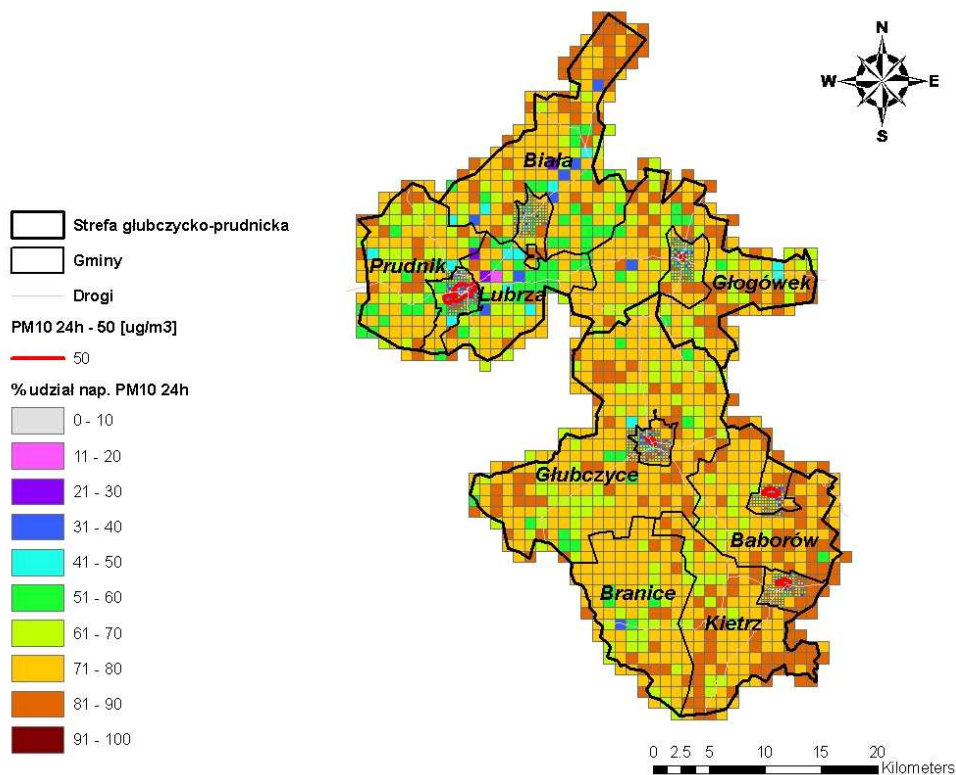 N
W E
S
Biała
Prudnik
Lubrza
Głogówek
Głubczyce
Baborów
Branice
Kietrz
Strefa głubczycko-prudnicka
Gminy
Drogi
PM10 24h - 50 [ug/m3]
50
% udział nap. PM10 24h
0 - 10
11 - 20
21 - 30
31 - 40
41 - 50
51 - 60
61 - 70
71 - 80
81 - 90
91 - 100
0 2.5 5 10 15 20
Kilometers